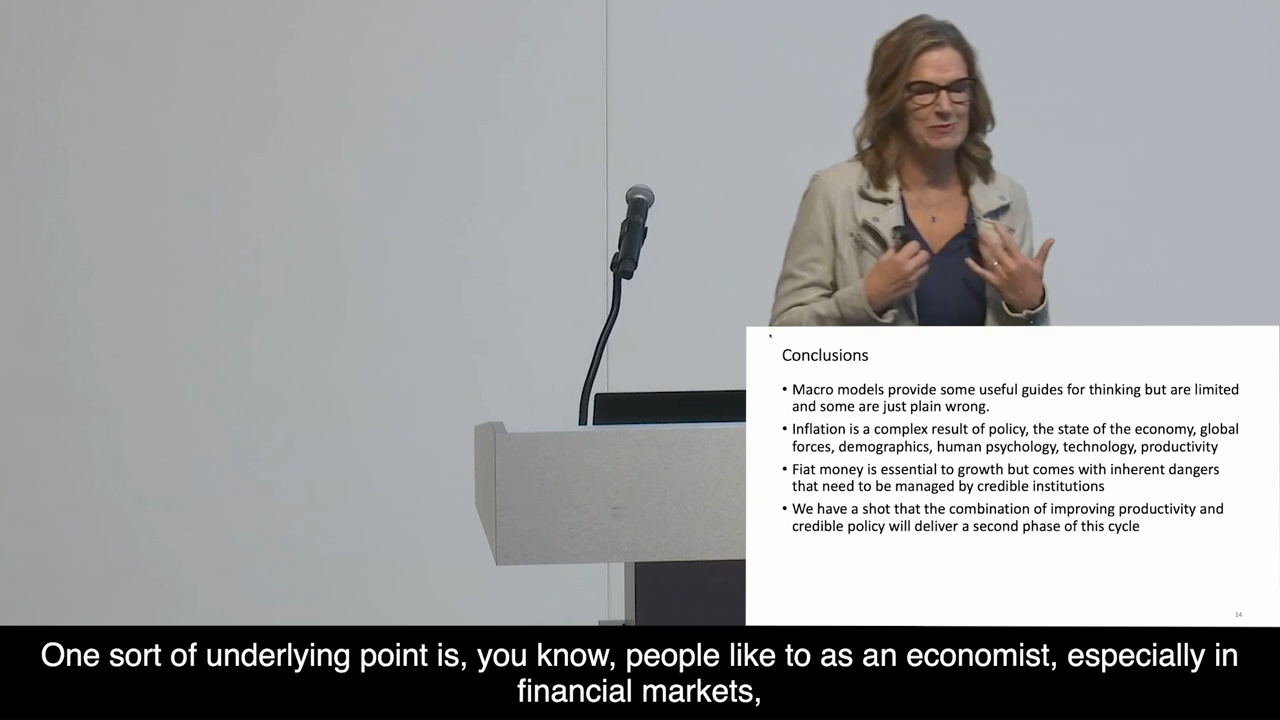 Conclusions
• Macro models provide some useful guides for thinking but are limited
and some are just plain wrong.
• Inflation is a complex result of policy, the state of the economy, global
forces, demographics, human psychology, technology, productivity
• Fiat money is essential to growth but comes with inherent dangers
that need to be managed by credible institutions
• We have a shot that the combination of improving productivity and
credible policy will deliver a second phase of this cycle
14
One sort of underlying point is, you know, people like to as an economist, especially in
financial markets,